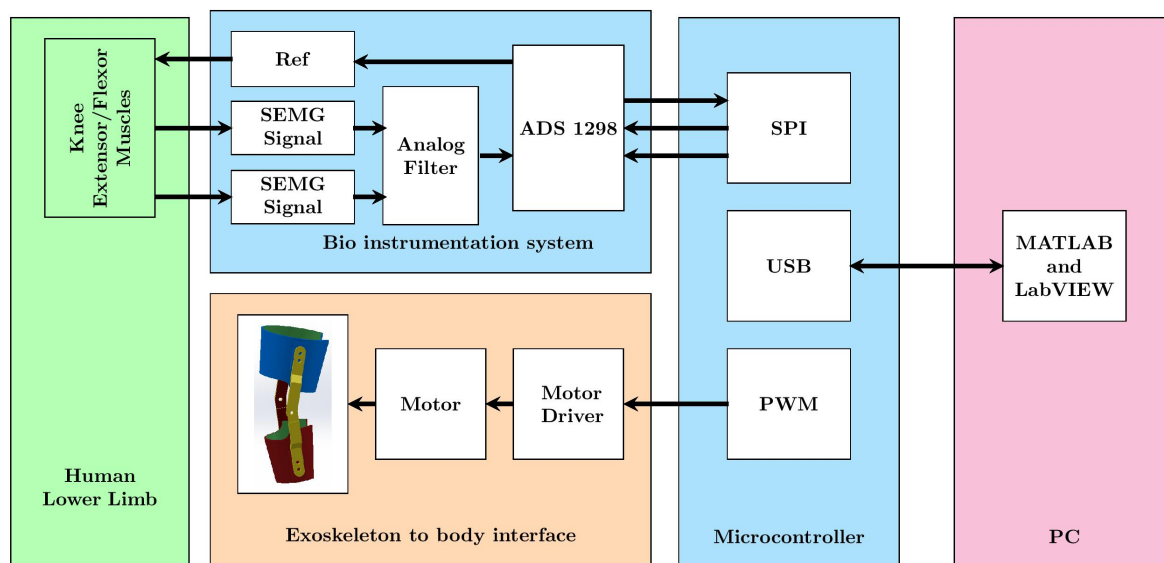 Knee
Extensor/Flexor
Muscles
Human
Lower Limb
Ref
SEMG
Signal
SEMG
Signal
Analog
Filter
ADS 1298
Bio instrumentation system
Motor
Motor
Driver
Exoskeleton to body interface
SPI
USB
PWM
Microcontroller
MATLAB
and
LabVIEW
PC